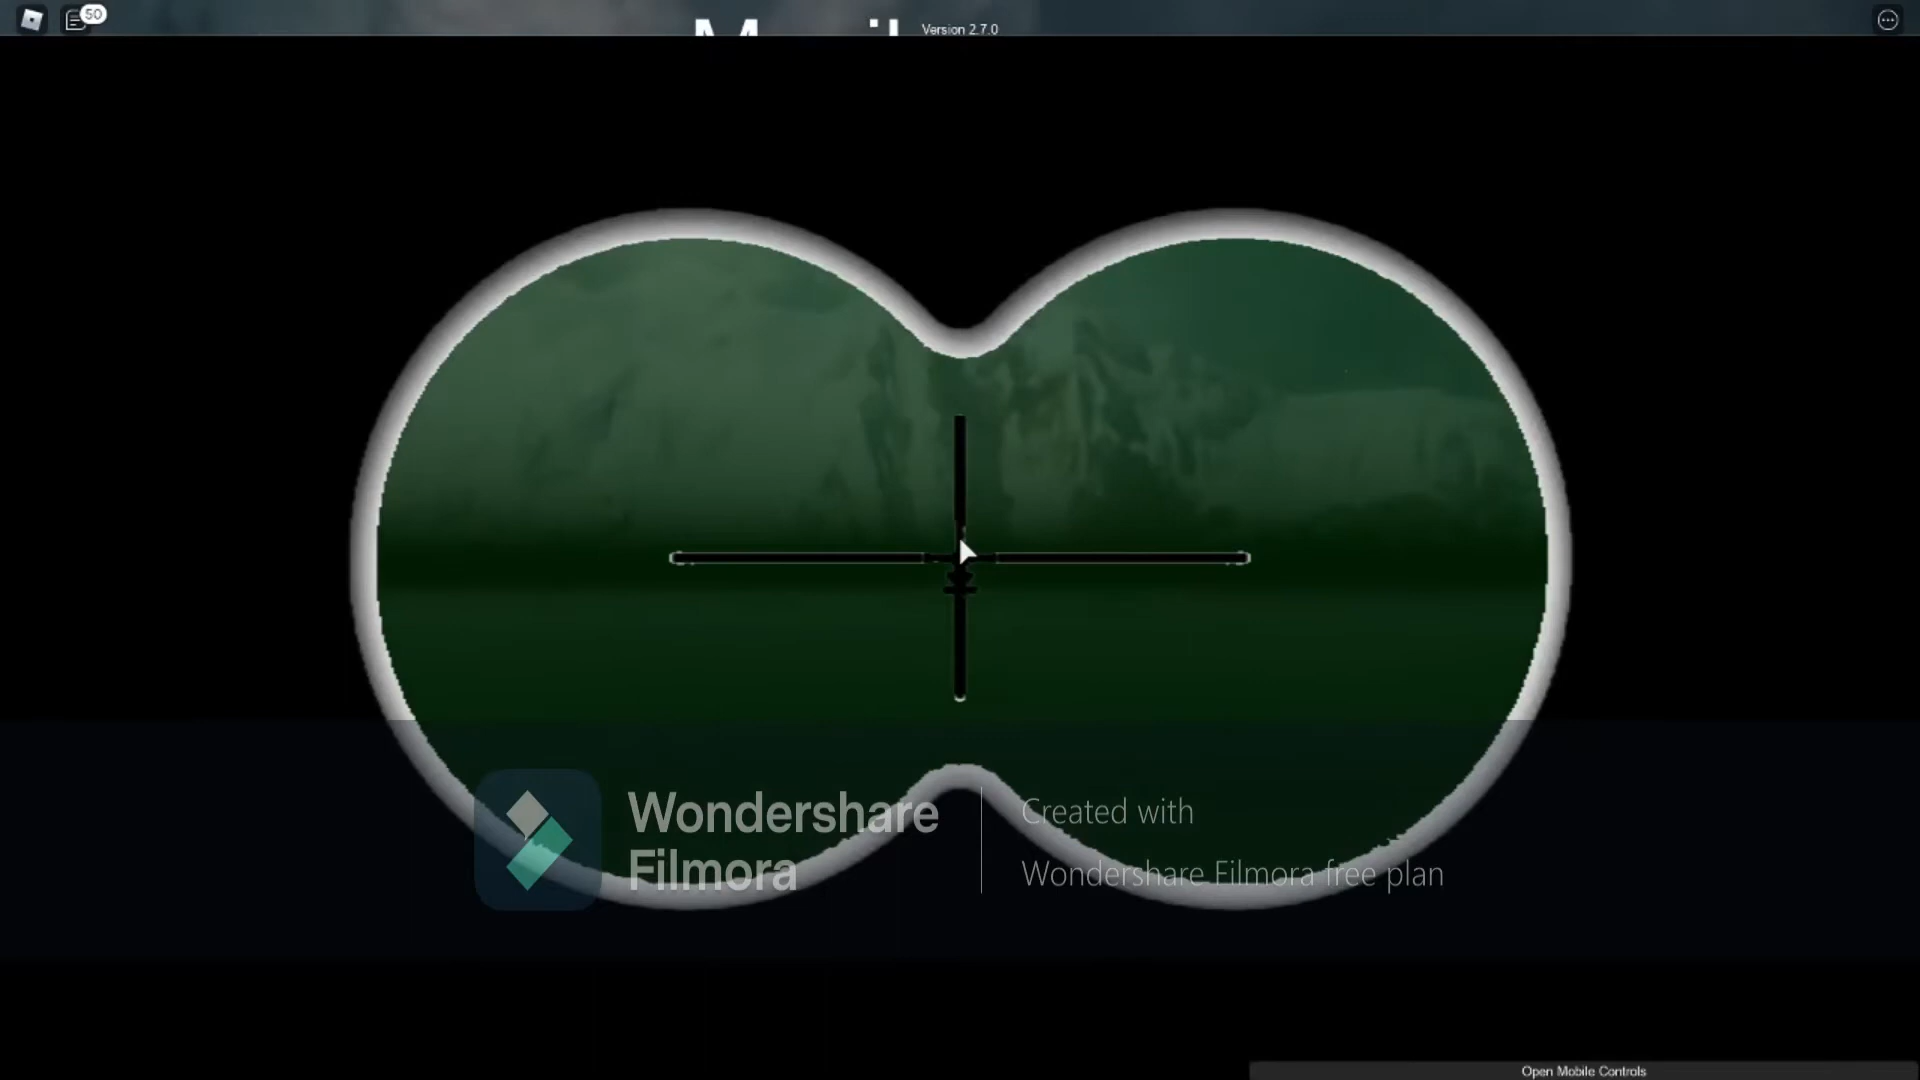 50
Version 2.7.0
Wondershare
Filmora
Created with
Wondershare Filmora free plan
Open Mobile Controls